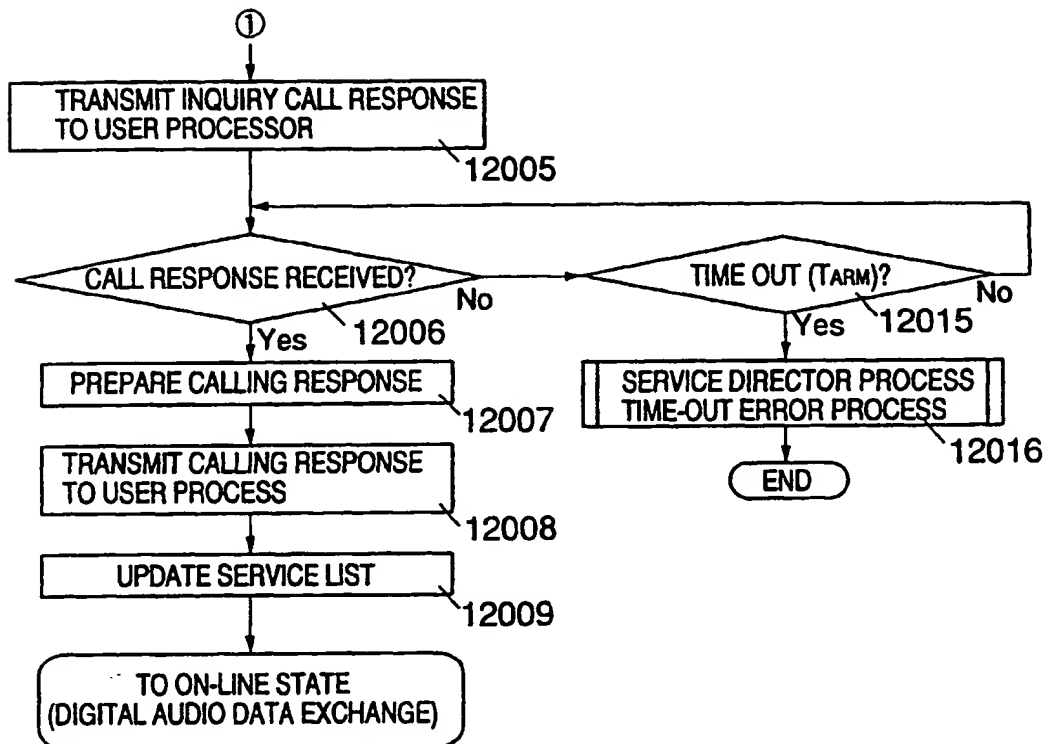 ①
TRANSMIT INQUIRY CALL RESPONSE
TO USER PROCESSOR
12005
CALL RESPONSE RECEIVED?
No
12006
Yes
TIME OUT (TARM)?
No
12015
Yes
PREPARE CALLING RESPONSE
12007
SERVICE DIRECTOR PROCESS
TIME-OUT ERROR PROCESS
12016
TRANSMIT CALLING RESPONSE
TO USER PROCESS
12008
END
UPDATE SERVICE LIST
12009
TO ON-LINE STATE
(DIGITAL AUDIO DATA EXCHANGE)